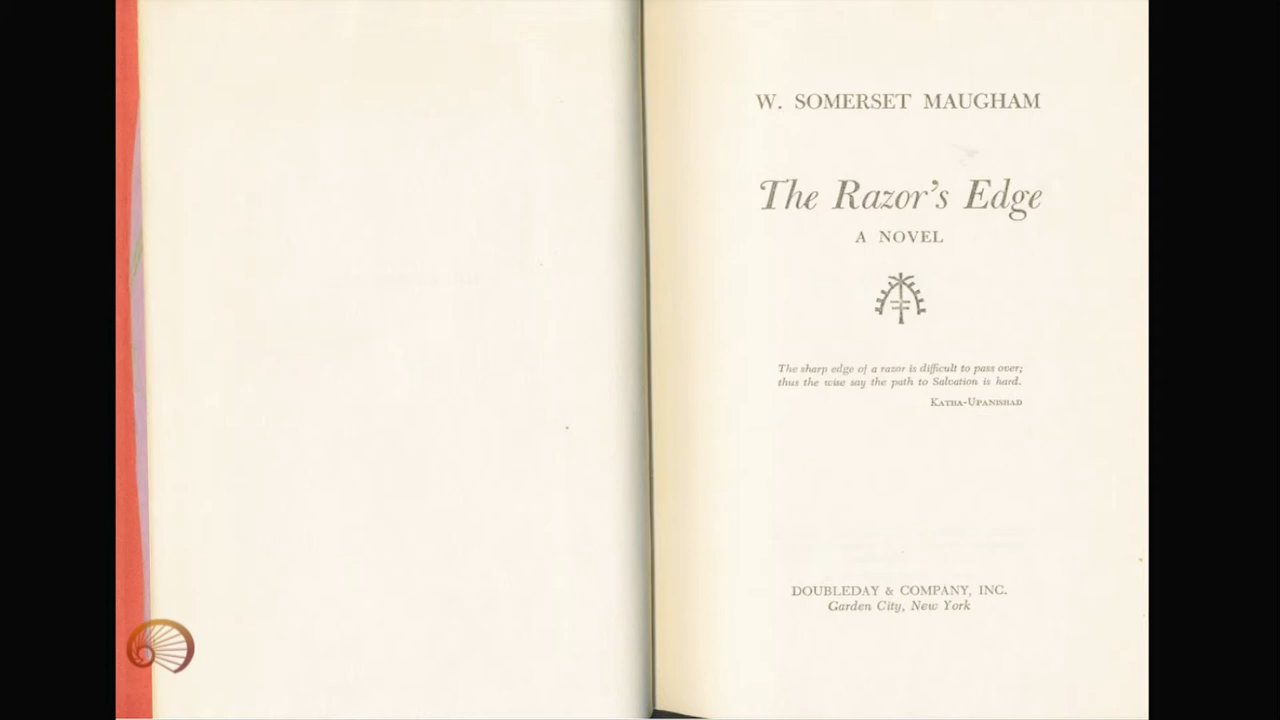 W. SOMERSET MAUGHAM
The Razor's Edge
A NOVEL
The sharp edge of a razor is difficult to pass over;
thus the wise say the path to Salvation is hard.
KATHA-UPANISHAD
DOUBLEDAY & COMPANY, INC.
Garden City, New York